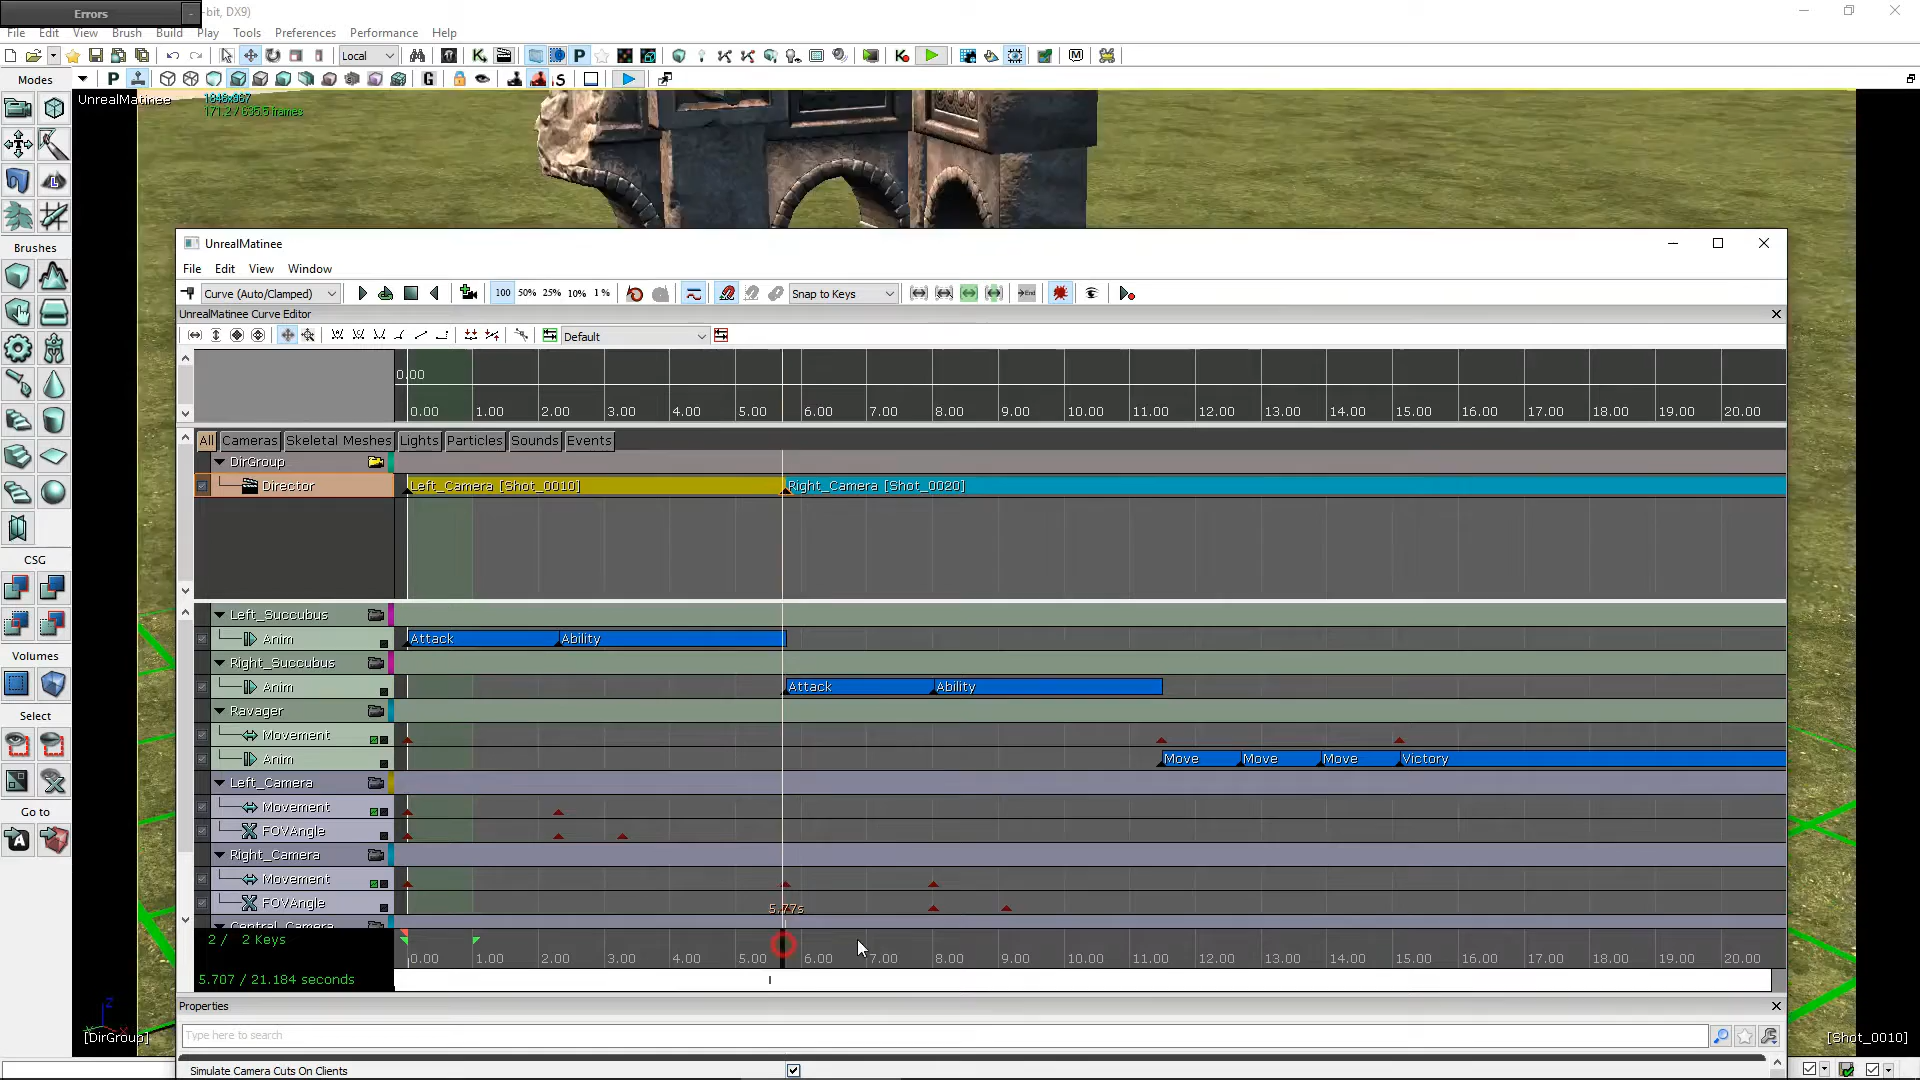 Errors
-bit, DX9)
File Edit View Brush Build Play Tools Preferences Performance Help
Local
Modes
UnrealMatinee
171.2 / 635.5 frames
Brushes
CSG
Volumes
Select
Go to
UnrealMatinee
File Edit View Window
Curve (Auto/Clamped) 100 50% 25% 10% 1% Snap to Keys
UnrealMatinee Curve Editor
Default
0.00
0.00 1.00 2.00 3.00 4.00 5.00 6.00 7.00 8.00 9.00 10.00 11.00 12.00 13.00 14.00 15.00 16.00 17.00 18.00 19.00 20.00
All Cameras Skeletal Meshes Lights Particles Sounds Events
DirGroup
Director Left_Camera [Shot_0010] Right_Camera [Shot_0020]
Left_Succubus
Anim Attack Ability
Right_Succubus
Anim Attack Ability
Ravager
Movement
Anim Move Move Move Victory
Left_Camera
Movement
FOVAngle
Right_Camera
Movement
FOVAngle 5.77s
Central_Camera
2 / 2 Keys
0.00 1.00 2.00 3.00 4.00 5.00 6.00 7.00 8.00 9.00 10.00 11.00 12.00 13.00 14.00 15.00 16.00 17.00 18.00 19.00 20.00
5.707 / 21.184 seconds
Properties
Type here to search
[DirGroup] [Shot_0010]
Simulate Camera Cuts On Clients